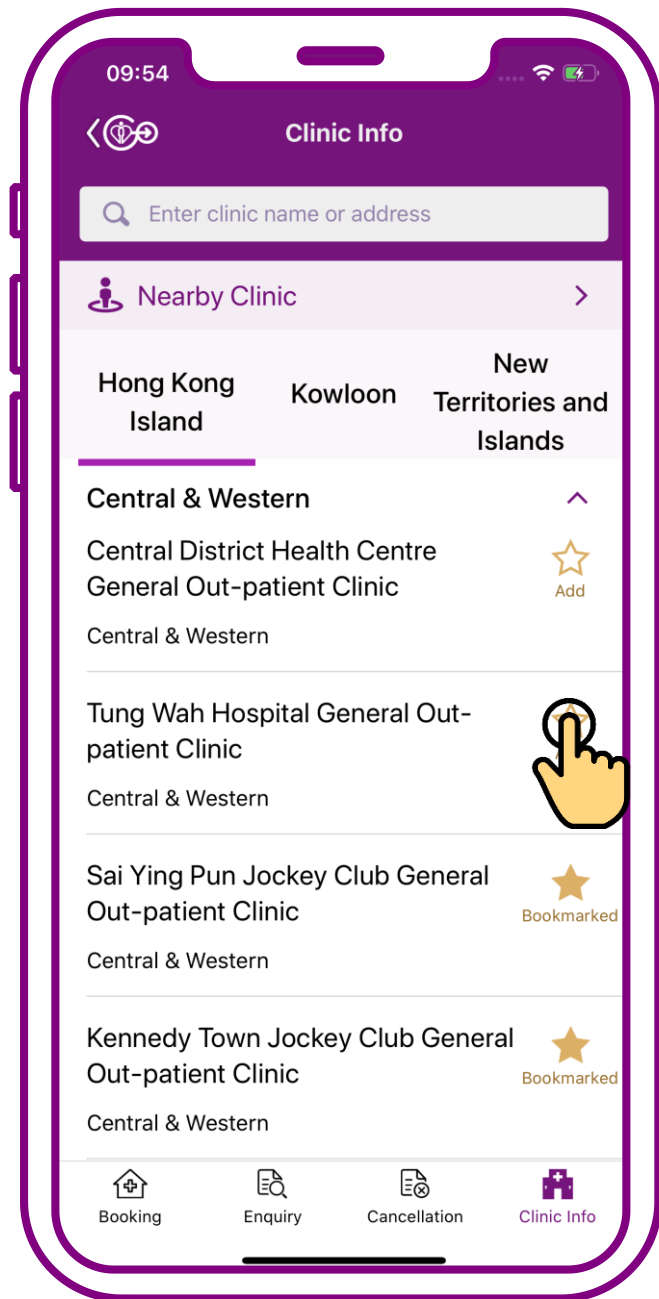 09:54
Clinic Info
Enter clinic name or address
Nearby Clinic
Hong Kong
Island
Kowloon
New
Territories and
Islands
Central & Western
Central District Health Centre
General Out-patient Clinic
Add
Central & Western
Tung Wah Hospital General Out-
patient Clinic
Central & Western
Sai Ying Pun Jockey Club General
Out-patient Clinic
Bookmarked
Central & Western
Kennedy Town Jockey Club General
Out-patient Clinic
Bookmarked
Central & Western
Booking
Enquiry
Cancellation
Clinic Info